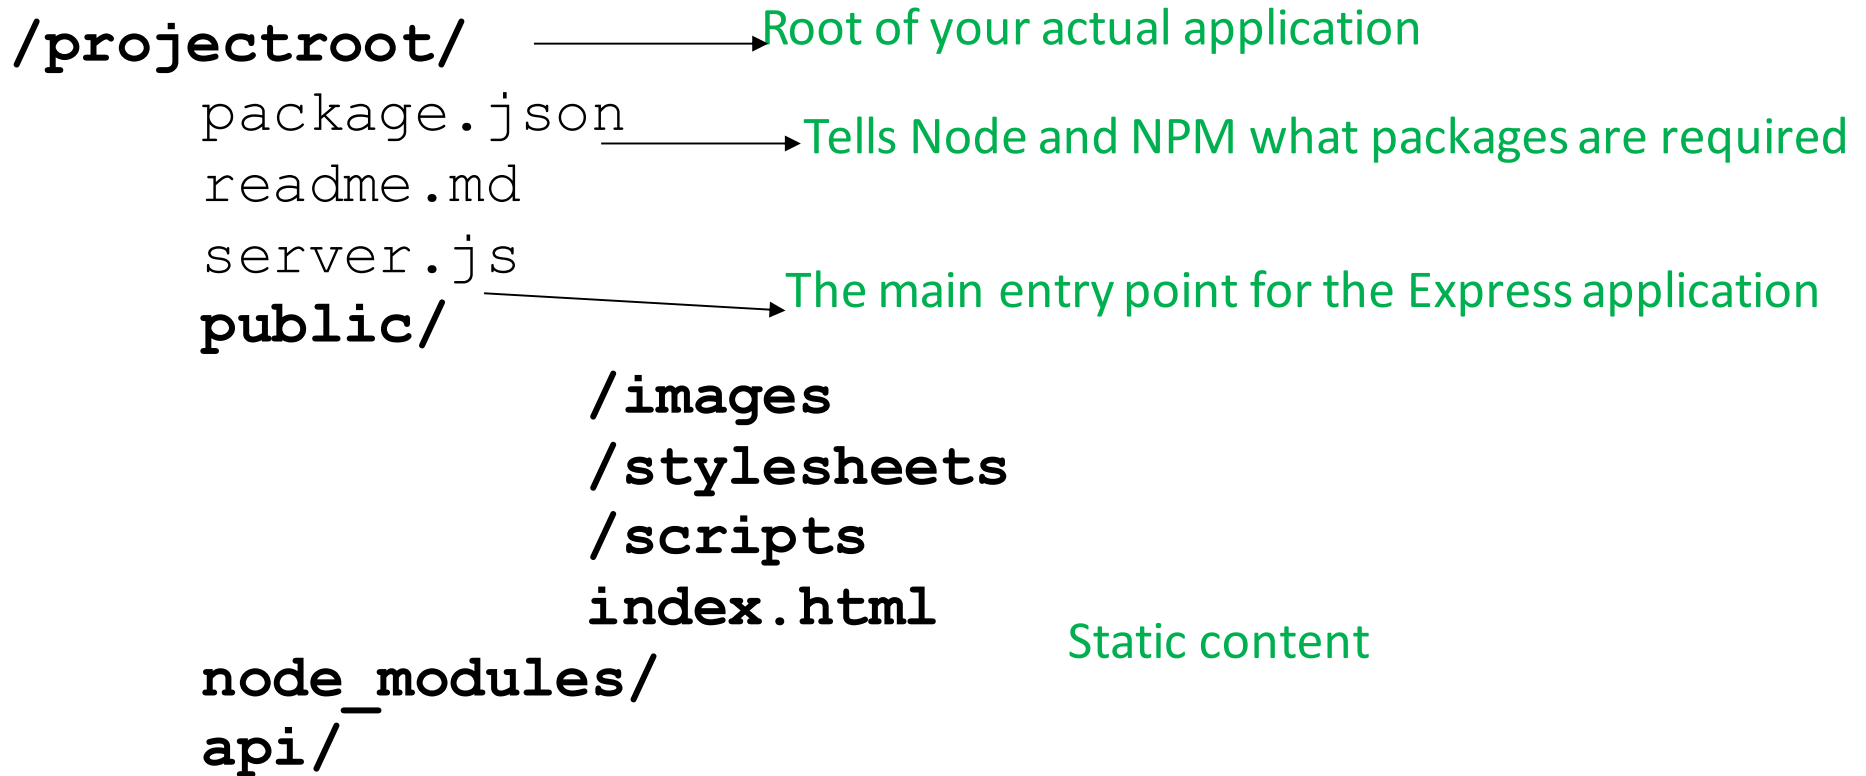 /projectroot/ Root of your actual application
package.json Tells Node and NPM what packages are required
readme.md
server.js
The main entry point for the Express application
public/
/images
/stylesheets
/scripts
index.html
Static content
node_modules/
api/